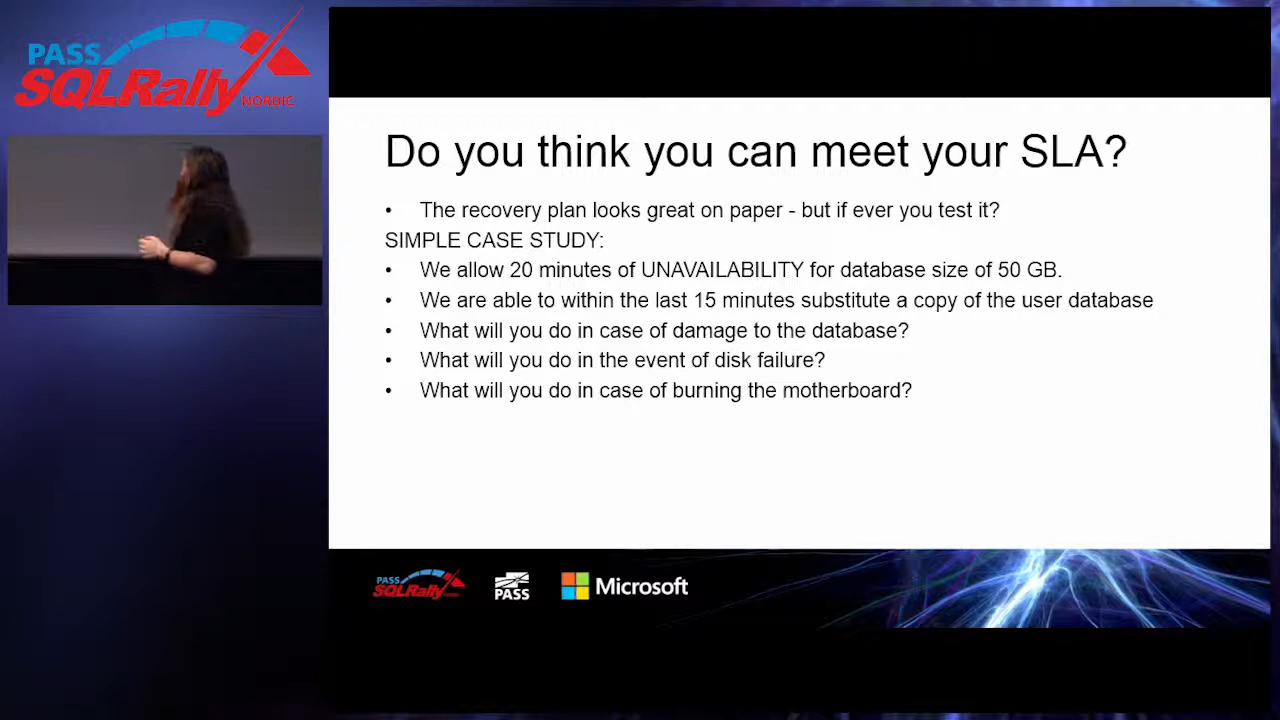 PASS
SQLRally
NORDIC
Do you think you can meet your SLA?
• The recovery plan looks great on paper - but if ever you test it?
SIMPLE CASE STUDY:
• We allow 20 minutes of UNAVAILABILITY for database size of 50 GB.
• We are able to within the last 15 minutes substitute a copy of the user database
• What will you do in case of damage to the database?
• What will you do in the event of disk failure?
• What will you do in case of burning the motherboard?
PASS
SQLRally
PASS
Microsoft